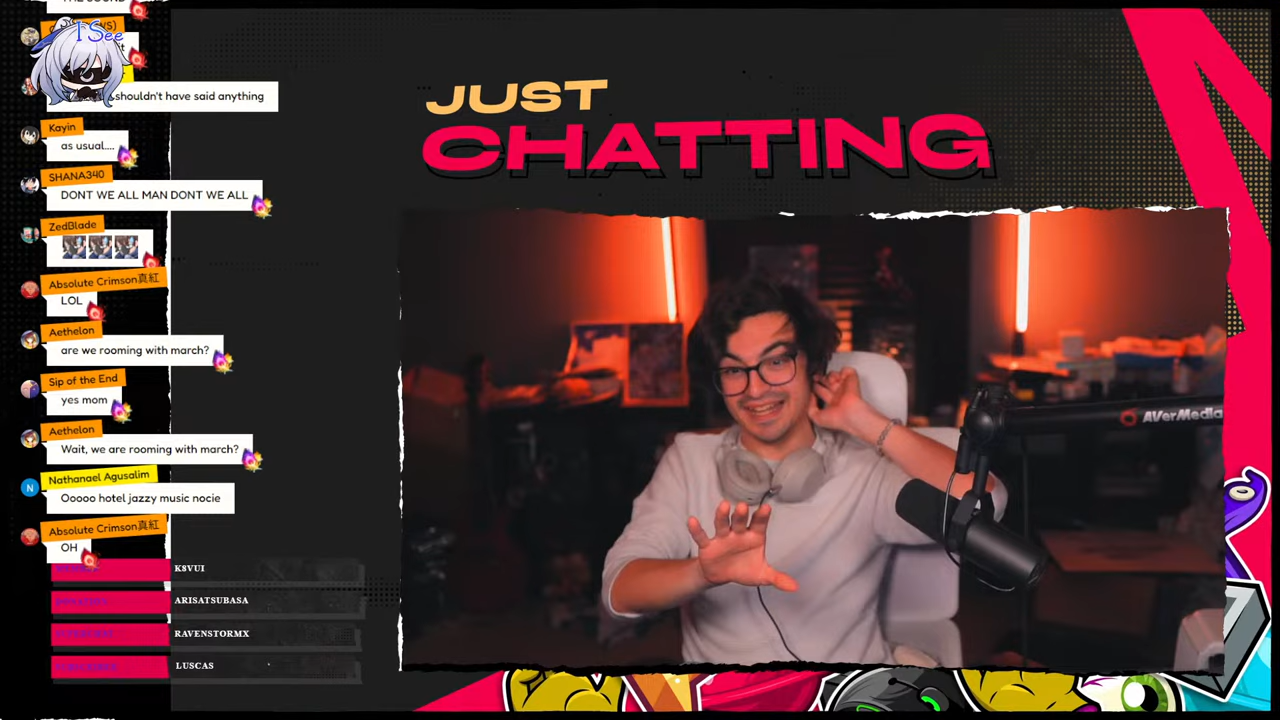 THE SOUND
I See
shouldn't have said anything
Kayin
as usual....
SHANA340
DONT WE ALL MAN DONT WE ALL
ZedBlade
Absolute Crimson真紅
LOL
Aethelon
are we rooming with march?
Sip of the End
yes mom
Aethelon
Wait, we are rooming with march?
Nathanael Agusalim
N
Ooooo hotel jazzy music nocie
Absolute Crimson真紅
OH
K8VUI
ARISATSUBASA
RAVENSTORMX
LUSCAS
JUST
CHATTING
AVerMedia